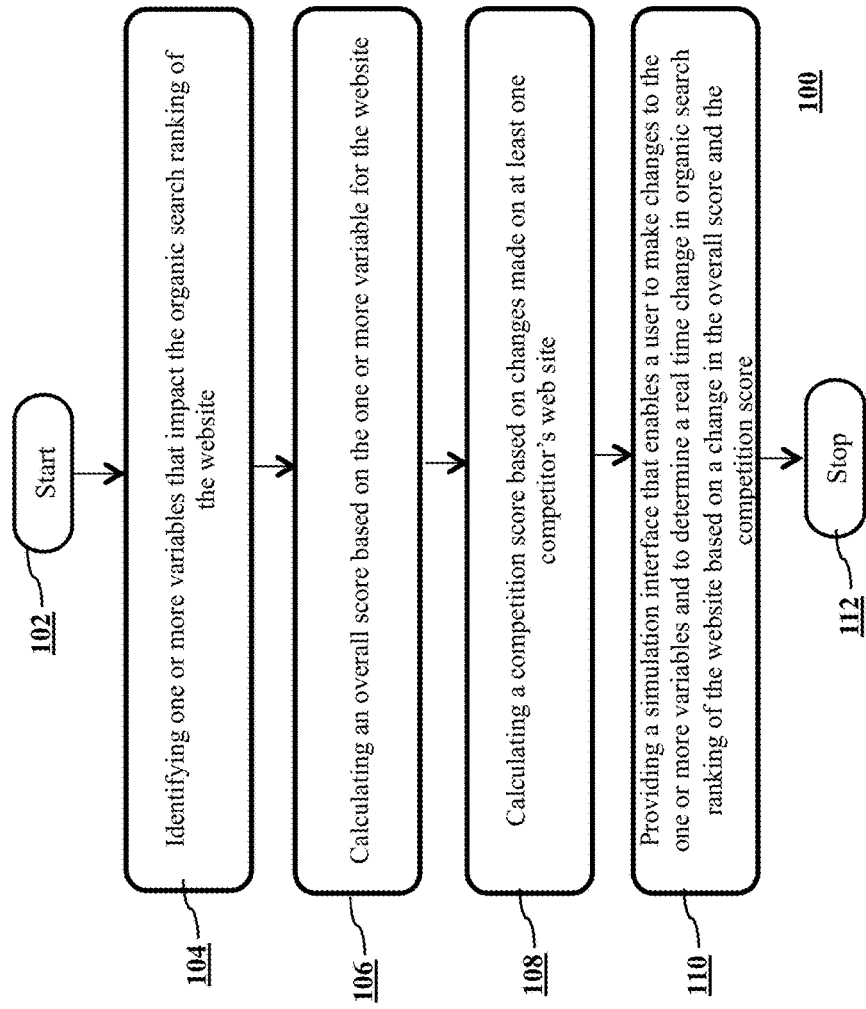 102
Start
104
Identifying one or more variables that impact the organic search ranking of
the website
106
Calculating an overall score based on the one or more variable for the website
108
Calculating a competition score based on changes made on at least one
competitor's web site
110
Providing a simulation interface that enables a user to make changes to the
one or more variables and to determine a real time change in organic search
ranking of the website based on a change in the overall score and the
competition score
112
Stop
100